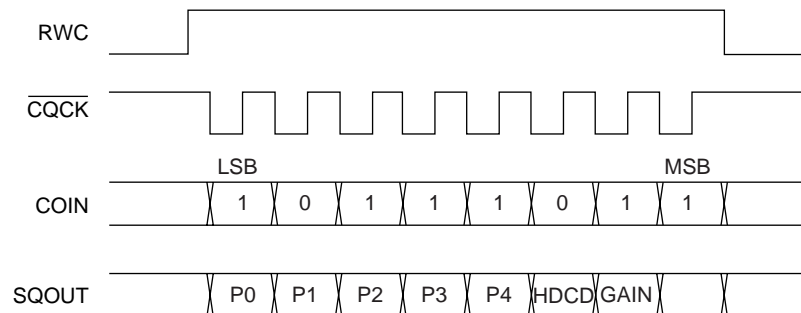 RWC
CQCK
LSB MSB
COIN 1 0 1 1 1 0 1 1
SQOUT P0 P1 P2 P3 P4 HDCD GAIN